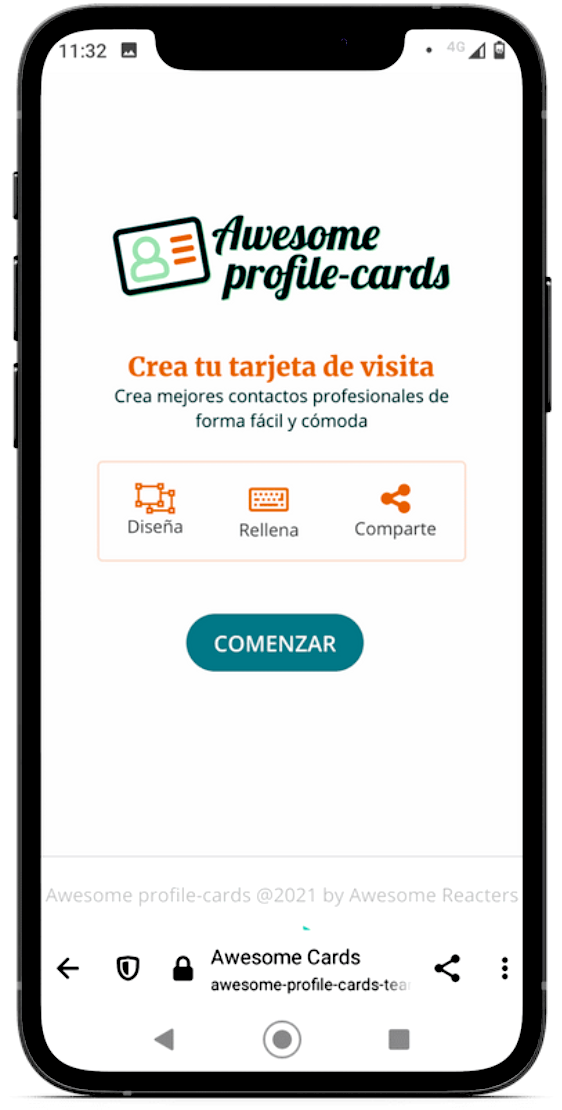 11:32
4G
Awesome
profile-cards
Crea tu tarjeta de visita
Crea mejores contactos profesionales de
forma fácil y cómoda
Diseña
Rellena
Comparte
COMENZAR
Awesome profile-cards @2021 by Awesome Reacters
Awesome Cards
awesome-profile-cards-tea